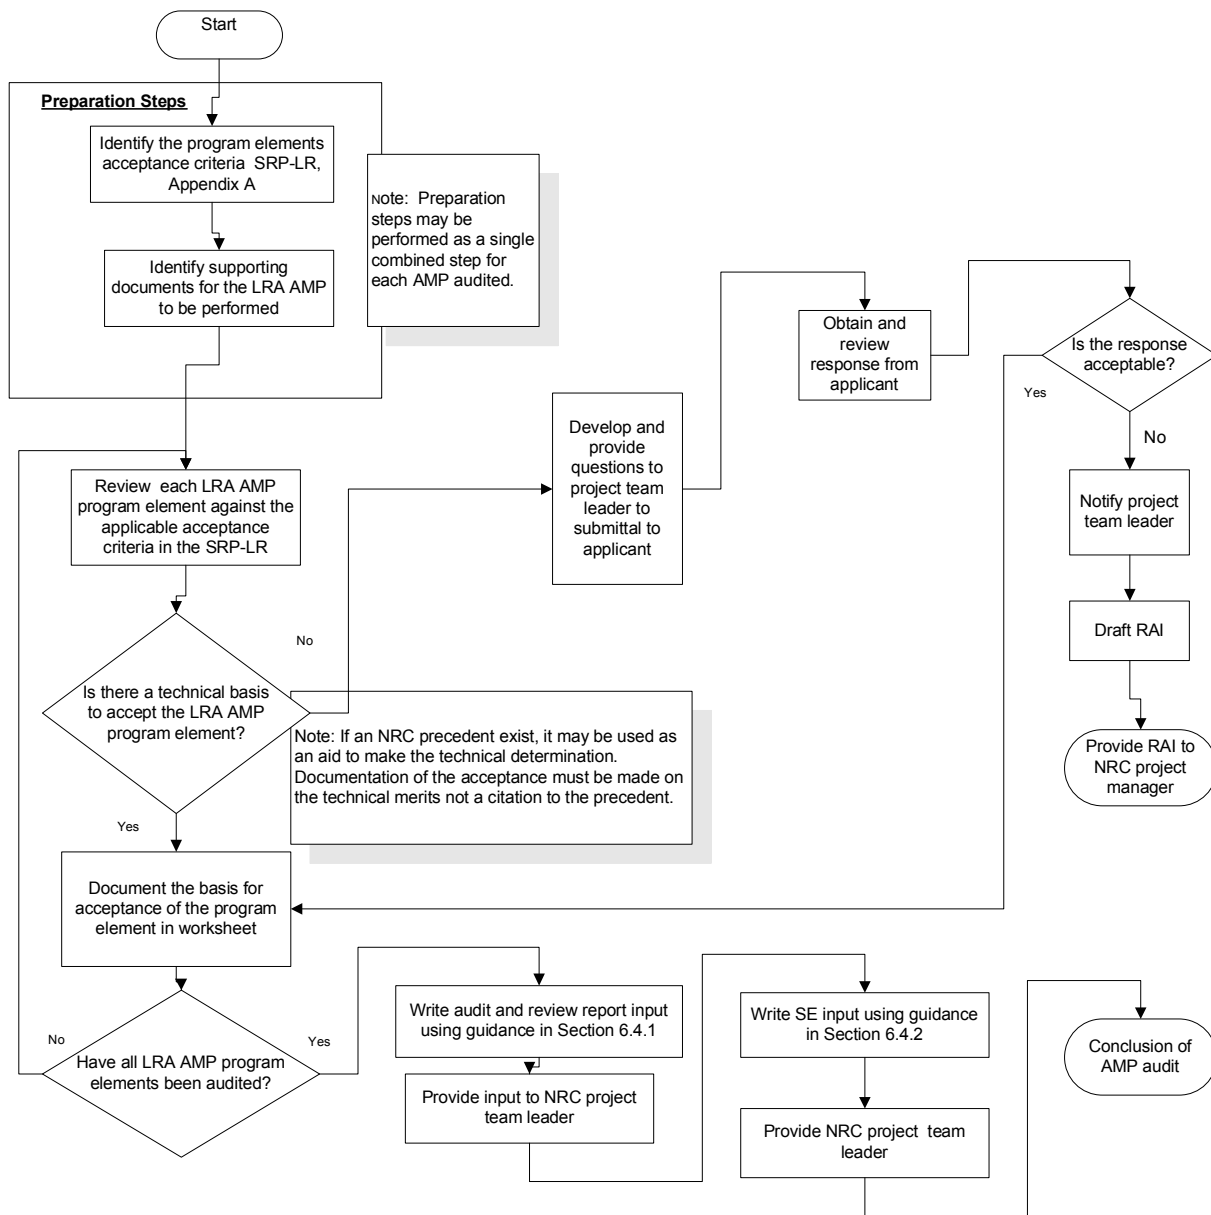 Start
Preparation Steps
Identify the program elements
acceptance criteria SRP-LR,
Appendix A
Note: Preparation
steps may be
performed as a single
combined step for
each AMP audited.
Identify supporting
documents for the LRA AMP
to be performed
Obtain and
review
response from
applicant
Is the response
acceptable?
Yes
No
Develop and
provide
questions to
project team
leader to
submittal to
applicant
Notify project
team leader
Draft RAI
Provide RAI to
NRC project
manager
Review each LRA AMP
program element against the
applicable acceptance
criteria in the SRP-LR
No
Is there a technical basis
to accept the LRA AMP
program element?
Note: If an NRC precedent exist, it may be used as
an aid to make the technical determination.
Documentation of the acceptance must be made on
the technical merits not a citation to the precedent.
Yes
Document the basis for
acceptance of the program
element in worksheet
No
Yes
Have all LRA AMP program
elements been audited?
Write audit and review report input
using guidance in Section 6.4.1
Provide input to NRC project
team leader
Write SE input using guidance
in Section 6.4.2
Provide NRC project team
leader
Conclusion of
AMP audit